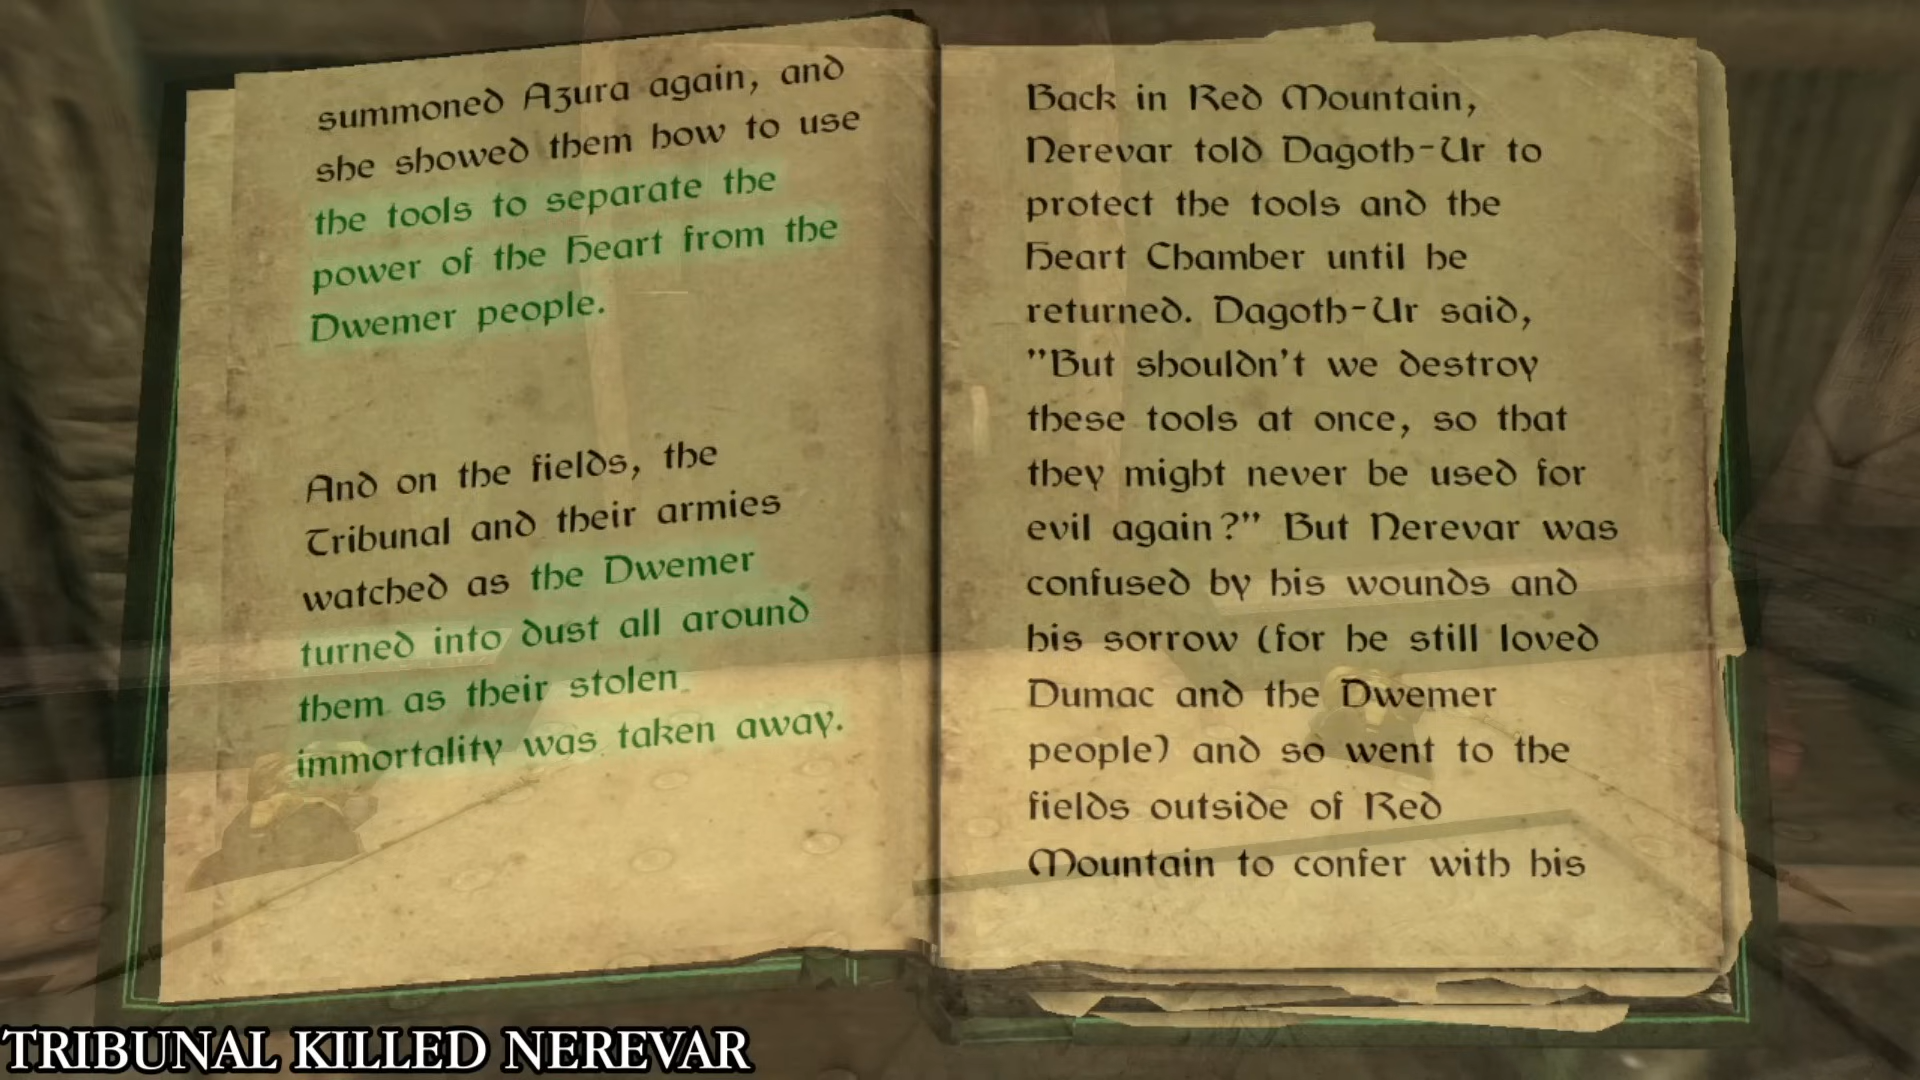 summoned Azura again, and
she showed them how to use
the tools to separate the
power of the Heart from the
Dwemer people.
And on the fields, the
Tribunal and their armies
watched as the Dwemer
turned into dust all around
them as their stolen
immortality was taken away.
Back in Red Mountain,
Nerevar told Dagoth-Ur to
protect the tools and the
Heart Chamber until he
returned. Dagoth-Ur said,
"But shouldn't we destroy
these tools at once, so that
they might never be used for
evil again?" But Nerevar was
confused by his wounds and
his sorrow (for he still loved
Dumac and the Dwemer
people) and so went to the
fields outside of Red
Mountain to confer with his
TRIBUNAL KILLED NEREVAR